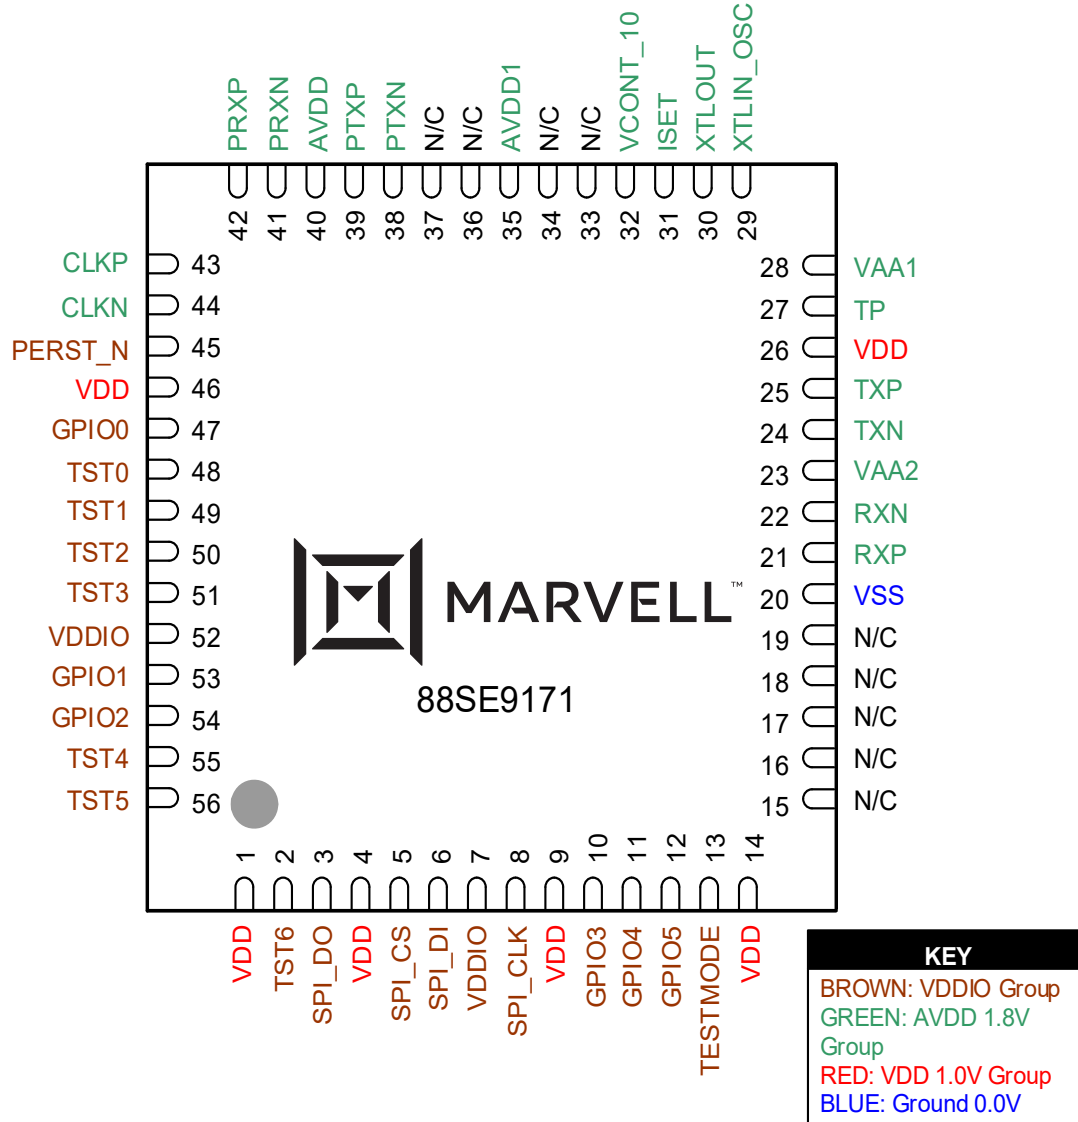 PRXP
PRXN
AVDD
PTXP
PTXN
N/C
N/C
AVDD1
N/C
N/C
VCONT_10
ISET
XTLOUT
XTLIN_OSC
42
41
40
39
38
37
36
35
34
33
32
31
30
29
CLKP 43
CLKN 44
PERST_N 45
VDD 46
GPIO0 47
TST0 48
TST1 49
TST2 50
TST3 51
VDDIO 52
GPIO1 53
GPIO2 54
TST4 55
TST5 56
28 VAA1
27 TP
26 VDD
25 TXP
24 TXN
23 VAA2
22 RXN
21 RXP
20 VSS
19 N/C
18 N/C
17 N/C
16 N/C
15 N/C
MARVELL™
88SE9171
1
2
3
4
5
6
7
8
9
10
11
12
13
14
VDD
TST6
SPI_DO
VDD
SPI_CS
SPI_DI
VDDIO
SPI_CLK
VDD
GPIO3
GPIO4
GPIO5
TESTMODE
VDD
KEY
BROWN: VDDIO Group
GREEN: AVDD 1.8V
Group
RED: VDD 1.0V Group
BLUE: Ground 0.0V